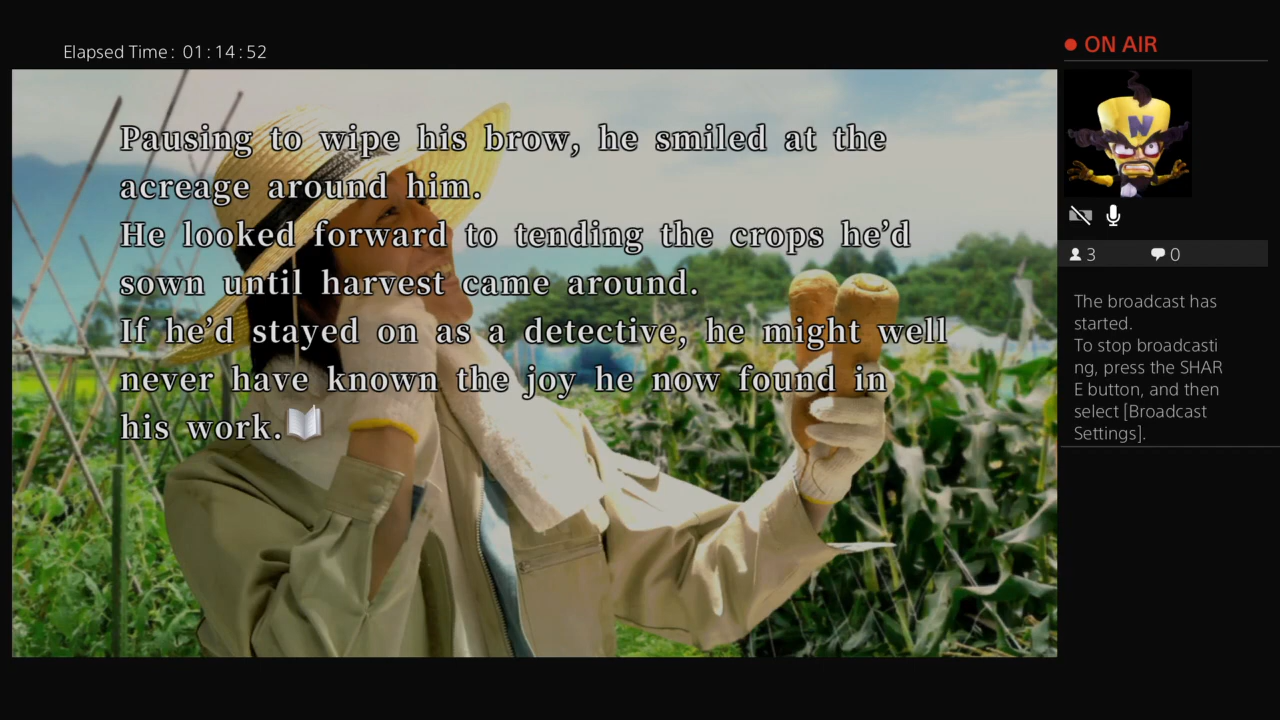 Elapsed Time: 01:14:52
ON AIR
Pausing to wipe his brow, he smiled at the
acreage around him.
He looked forward to tending the crops he'd
sown until harvest came around.
If he'd stayed on as a detective, he might well
never have known the joy he now found in
his work.
N
3
0
The broadcast has
started.
To stop broadcasti
ng, press the SHAR
E button, and then
select [Broadcast
Settings].